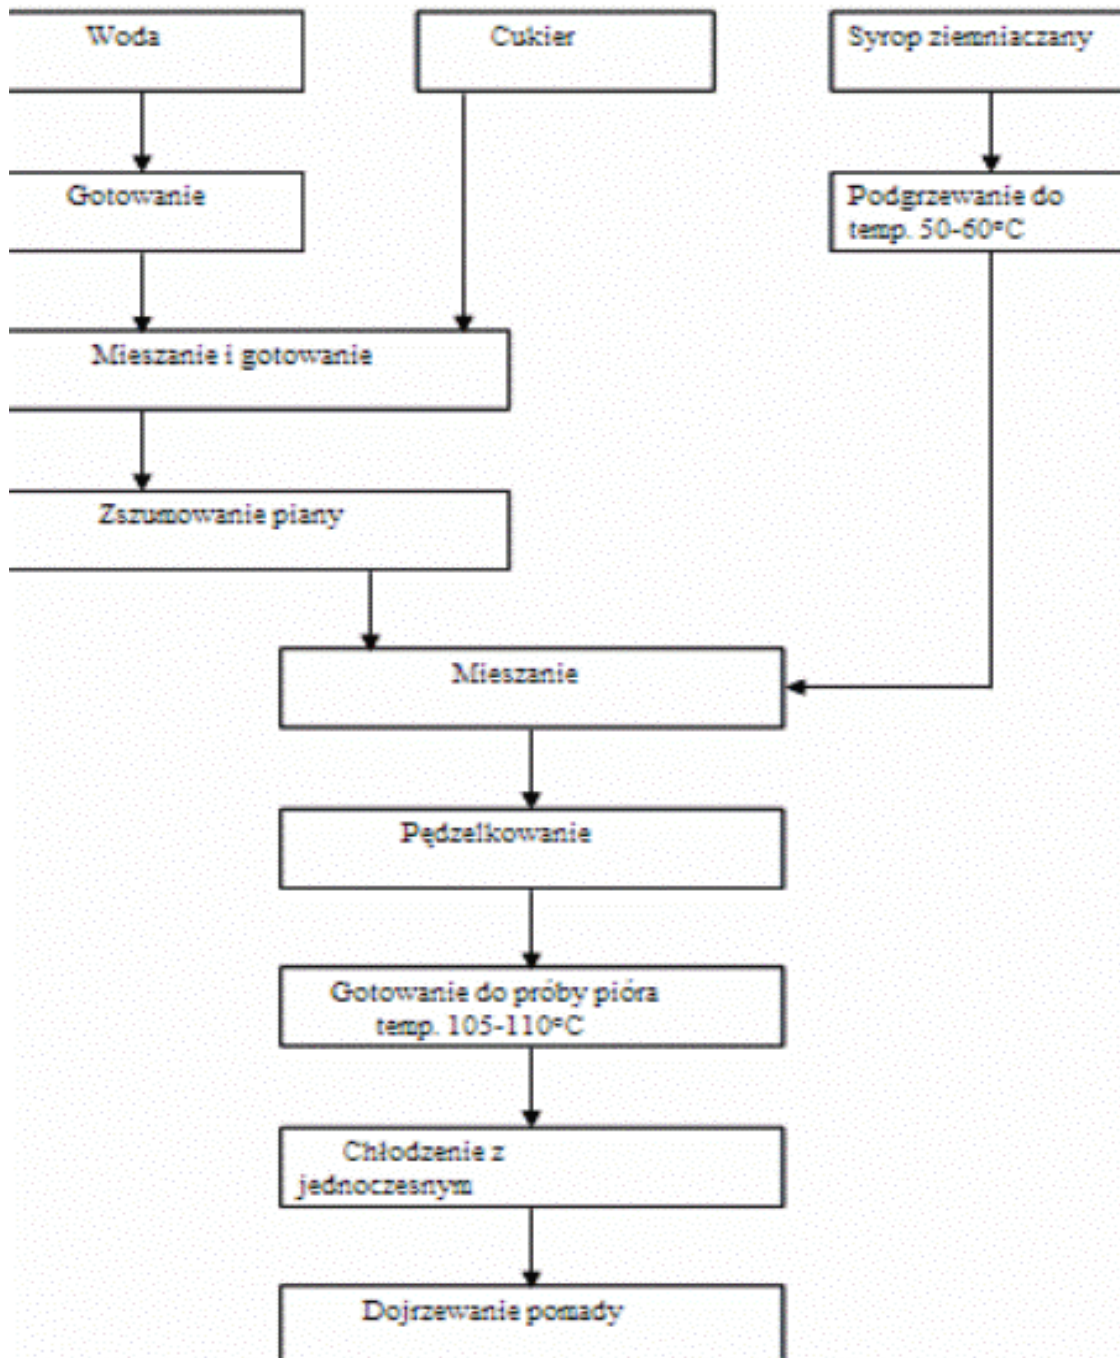 Woda
Cukier
Syrop ziemniaczany
Gotowanie
Podgrzewanie do
temp. 50-60°C
Mieszanie i gotowanie
Zszumowanie piany
Mieszanie
Pędzelkowanie
Gotowanie do próby pióra
temp. 105-110°C
Chłodzenie z
jednoczesnym
Dojrzewanie pomady